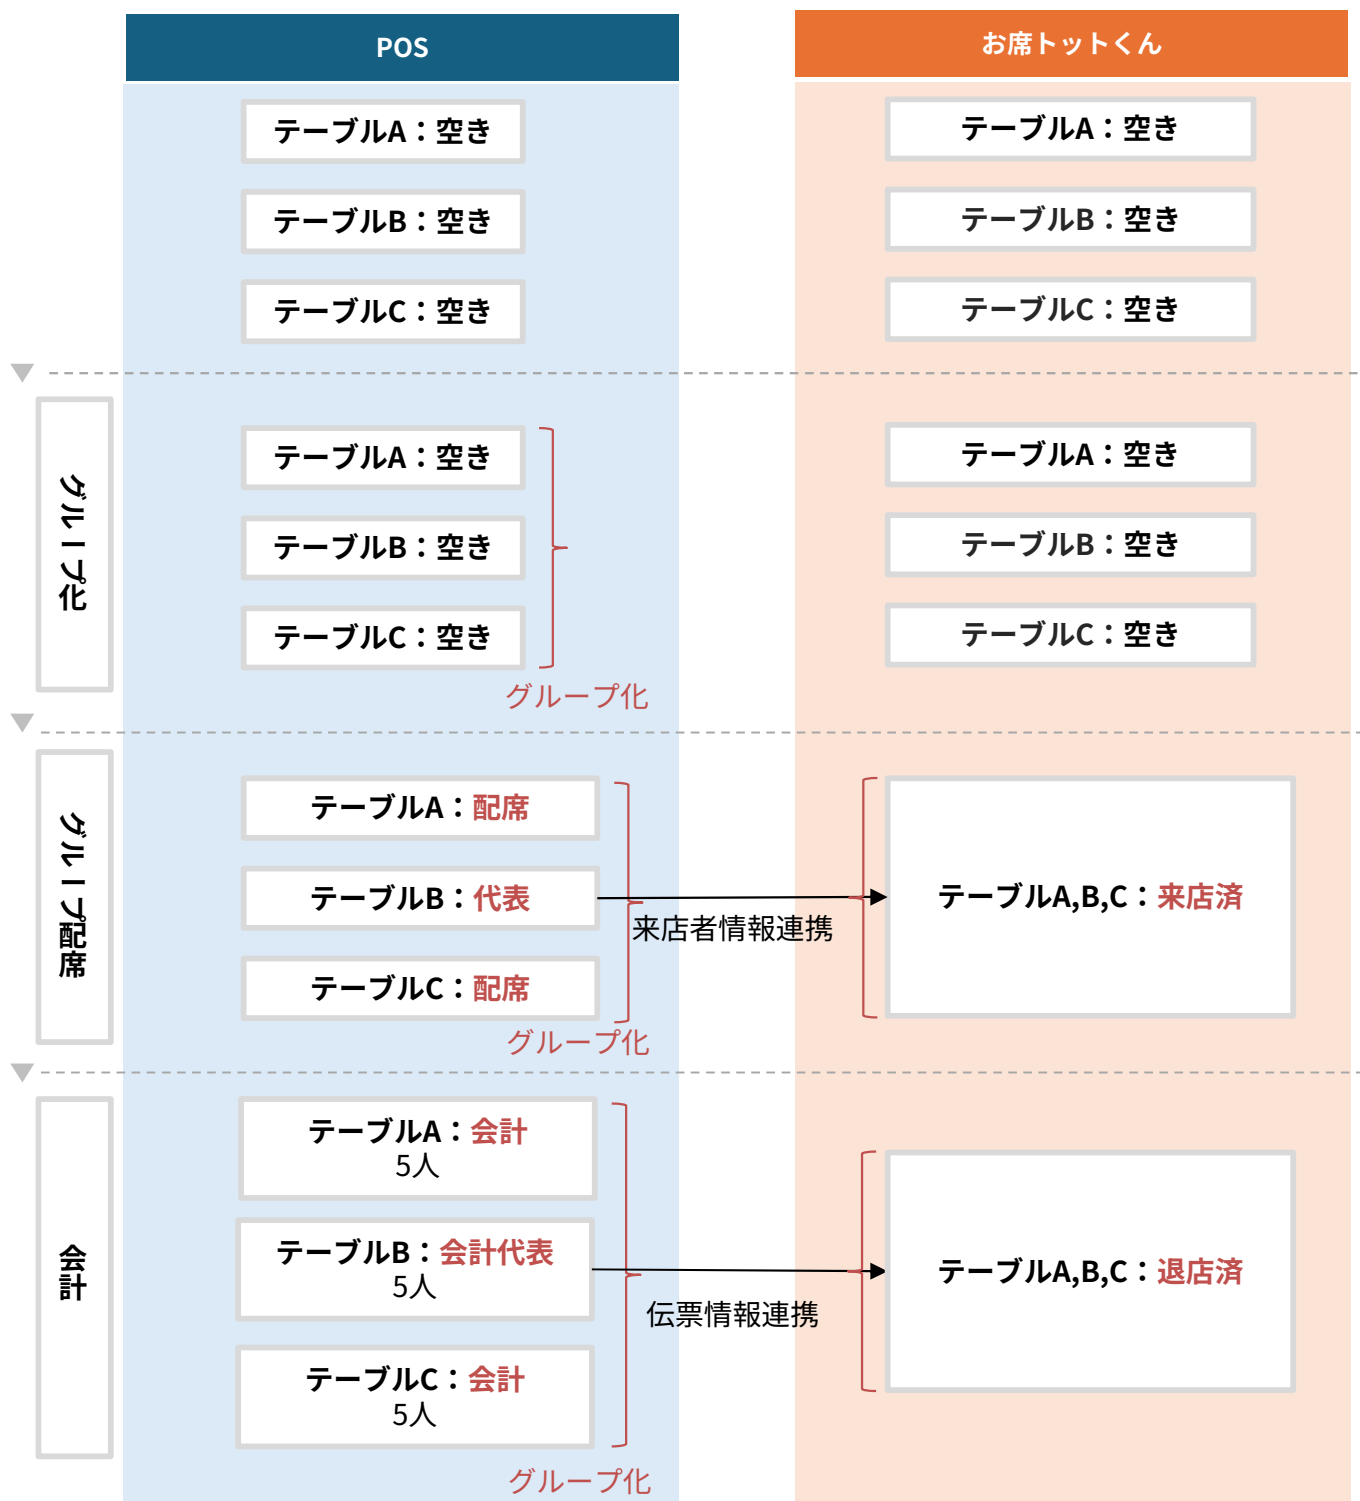 POS
お席トットくん
テーブルA：空き
テーブルA：空き
テーブルB：空き
テーブルB：空き
テーブルC：空き
テーブルC：空き
グループ化
テーブルA：空き
テーブルA：空き
テーブルB：空き
テーブルB：空き
テーブルC：空き
テーブルC：空き
グループ化
グループ配席
テーブルA：配席
テーブルB：代表
テーブルA,B,C：来店済
来店者情報連携
テーブルC：配席
グループ化
会計
テーブルA：会計
5人
テーブルB：会計代表
5人
テーブルA,B,C：退店済
伝票情報連携
テーブルC：会計
5人
グループ化